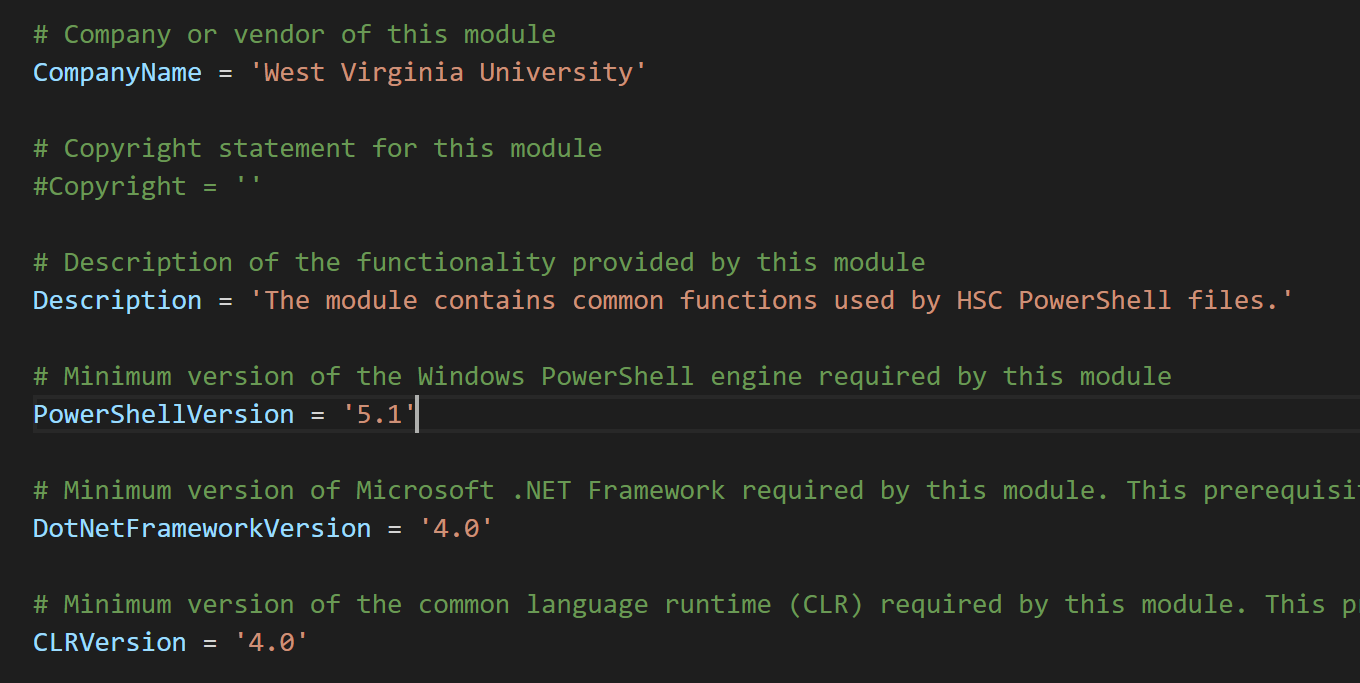 # Company or vendor of this module
CompanyName = 'West Virginia University'
# Copyright statement for this module
#Copyright = ''
# Description of the functionality provided by this module
Description = 'The module contains common functions used by HSC PowerShell files.'
# Minimum version of the Windows PowerShell engine required by this module
PowerShellVersion = '5.1'
# Minimum version of Microsoft .NET Framework required by this module. This
DotNetFrameworkVersion = '4.0'
# Minimum version of the common language runtime (CLR) required by this module. This
CLRVersion = '4.0'